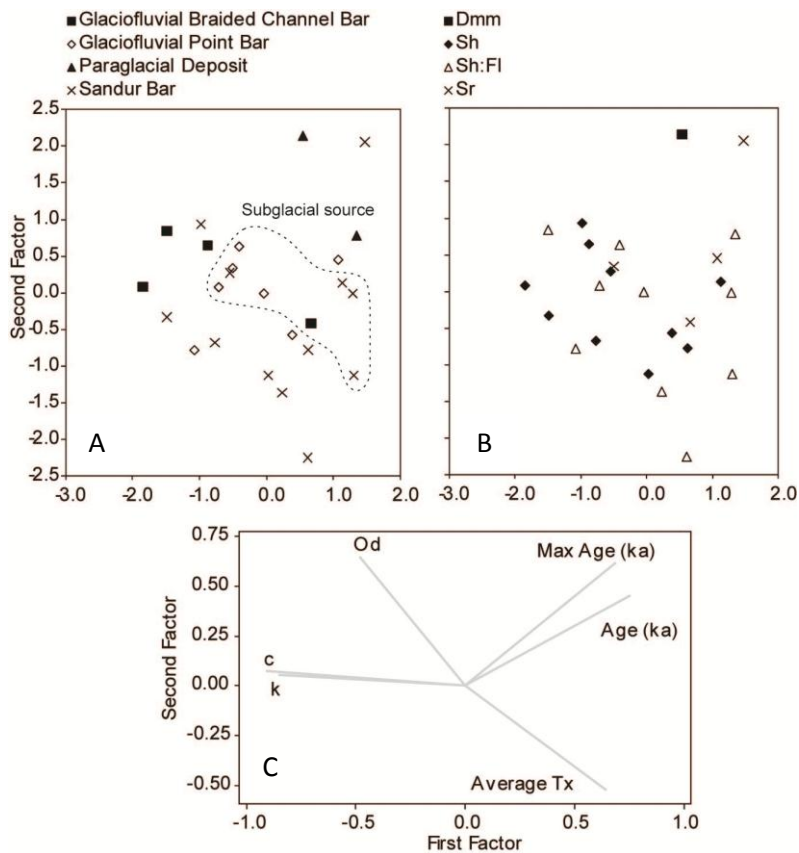 Glaciofluvial Braided Channel Bar
Glaciofluvial Point Bar
Paraglacial Deposit
Sandur Bar
Dmm
Sh
Sh:Fl
Sr
2.5
2.0
1.5
1.0
0.5
0.0
-0.5
-1.0
-1.5
-2.0
-2.5
Second Factor
Subglacial source
A
-3.0 -2.0 -1.0 0.0 1.0 2.0
B
-3.0 -2.0 -1.0 0.0 1.0 2.0
0.75
0.50
0.25
0.00
-0.25
-0.50
Second Factor
Od
Max Age (ka)
Age (ka)
c
k
Average Tx
C
-1.0 -0.5 0.0 0.5 1.0
First Factor